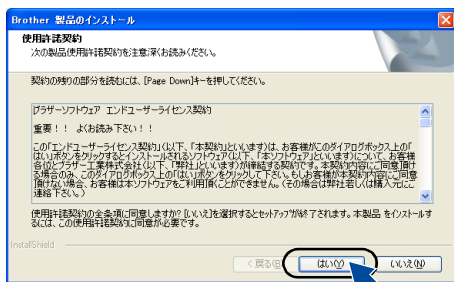 Brother 製品のインストール
使用許諾契約
次の製品使用許諾契約を注意深くお読みください。
契約の残りの部分を読むには、[Page Down]キーを押してください。
ブラザーソフトウェア エンドユーザーライセンス契約
重要!! よくお読み下さい!!
この「エンドユーザーライセンス契約」(以下、「本契約」といいます)は、お客様がこのダイアログボックス上の「
はい」ボタンをクリックするとインストールされるソフトウェア(以下、「本ソフトウェア」といいます)について、お客様
各位とブラザー工業株式会社(以下、「弊社」といいます)が締結する契約です。本契約内容にご同意頂け
る場合のみ、このダイアログボックス上の「はい」ボタンをクリックして下さい。もしお客様が本契約内容にご同意
頂けない場合、お客様は本ソフトウェアをご利用頂くことができません。(その場合は弊社若しくは購入元にご
連絡下さい。)
使用許諾契約の全条項に同意しますか? [いいえ]を選択するとセットアップが終了されます。本製品 をインストールす
るには、この使用許諾契約に同意が必要です。
InstallShield
< 戻る(B)
はい(Y)
いいえ(N)